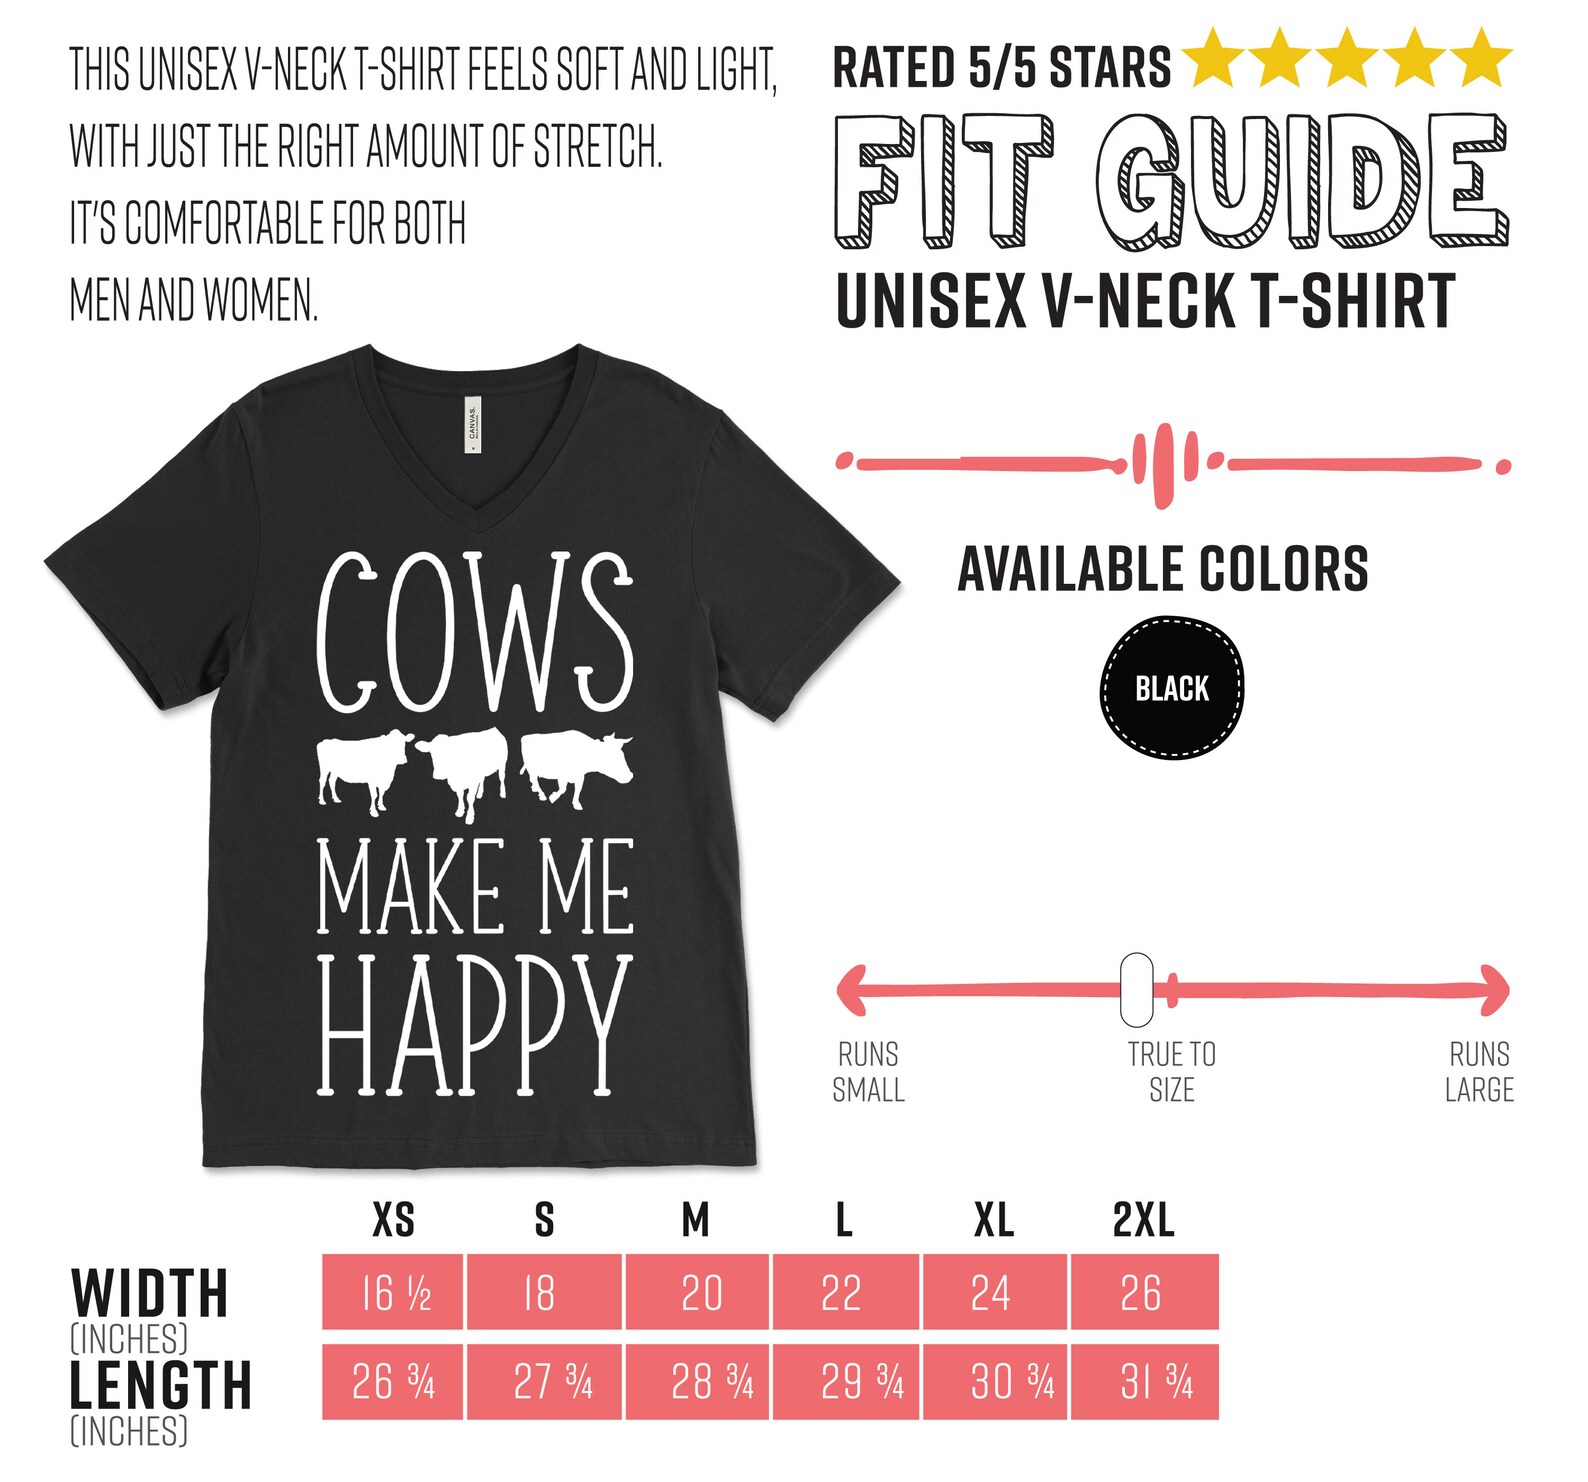 THIS UNISEX V-NECK T-SHIRT FEELS SOFT AND LIGHT,
WITH JUST THE RIGHT AMOUNT OF STRETCH.
IT'S COMFORTABLE FOR BOTH
MEN AND WOMEN.
RATED 5/5 STARS
FIT GUIDE
UNISEX V-NECK T-SHIRT
CANVAS.
COWS
MAKE ME
HAPPY
AVAILABLE COLORS
BLACK
RUNS SMALL
TRUE TO SIZE
RUNS LARGE
XS S M L XL 2XL
WIDTH 16 ½ 18 20 22 24 26
(INCHES)
LENGTH 26 ¾ 27 ¾ 28 ¾ 29 ¾ 30 ¾ 31 ¾
(INCHES)